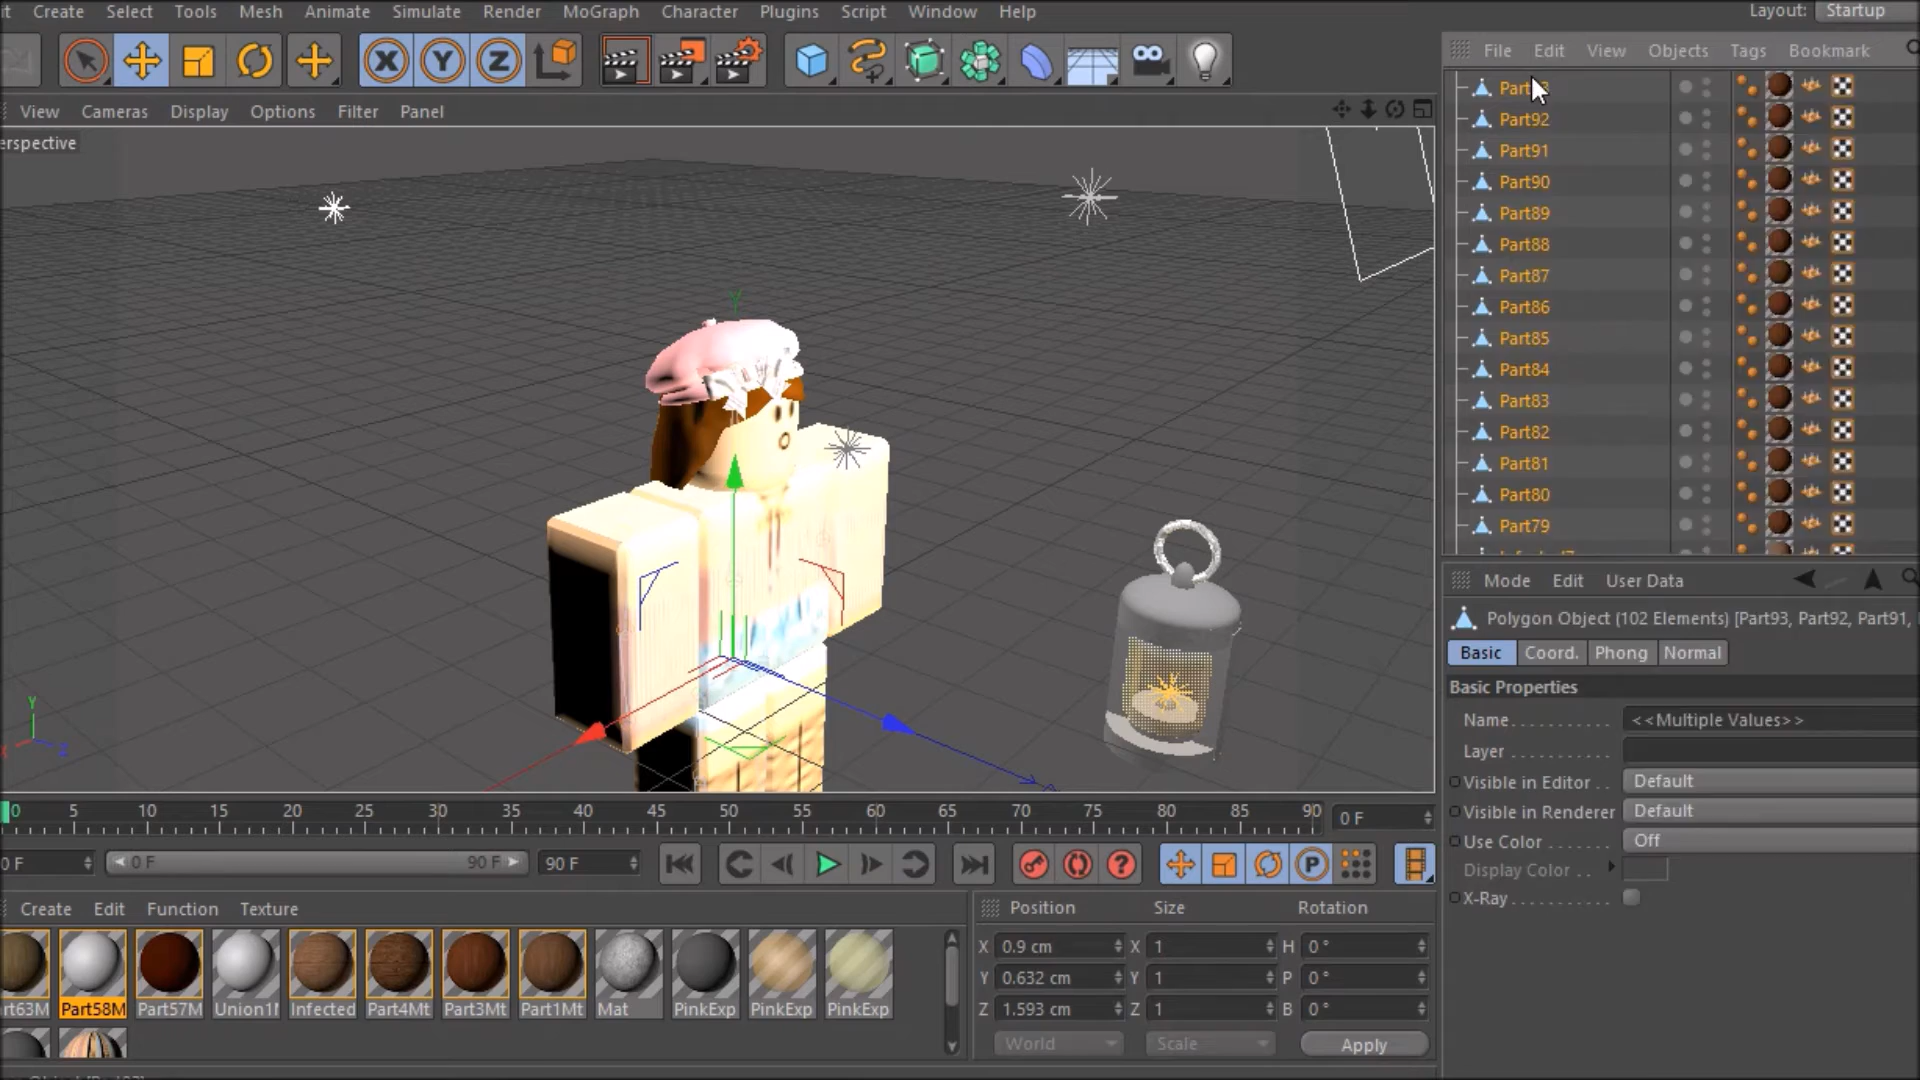 Create Select Tools Mesh Animate Simulate Render MoGraph Character Plugins Script Window Help Layout: Startup
File Edit View Objects Tags Bookmark
View Cameras Display Options Filter Panel
erspective
Y
Part92
Part91
Part90
Part89
Part88
Part87
Part86
Part85
Part84
Part83
Part82
Part81
Part80
Part79
Mode Edit User Data
Polygon Object (102 Elements) [Part93, Part92, Part91,
Basic Coord. Phong Normal
Basic Properties
Name <<Multiple Values>>
Layer
Visible in Editor Default
Visible in Renderer Default
Use Color Off
Display Color
X-Ray
Y
X
Z
0 5 10 15 20 25 30 35 40 45 50 55 60 65 70 75 80 85 90 0 F
0 F 0 F 90 F 90 F
Create Edit Function Texture
Position Size Rotation
X 0.9 cm X 1 H 0 °
Y 0.632 cm Y 1 P 0 °
Z 1.593 cm Z 1 B 0 °
World Scale Apply
rt63M Part58M Part57M Union1 Infected Part4Mt Part3Mt Part1Mt Mat PinkExp PinkExp PinkExp